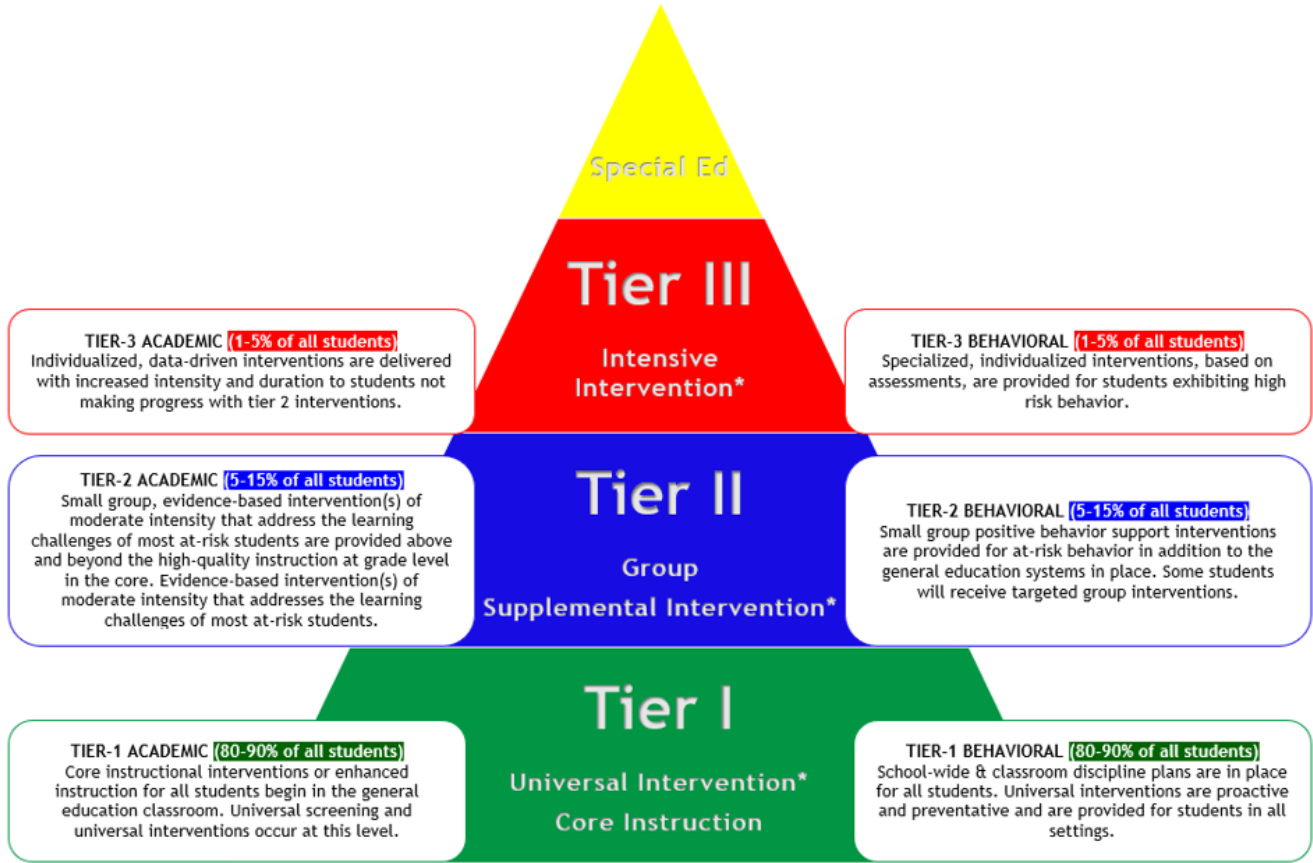 Special Ed
Tier III
Intensive
Intervention*
TIER-3 ACADEMIC (1-5% of all students)
Individualized, data-driven interventions are delivered
with increased intensity and duration to students not
making progress with tier 2 interventions.
TIER-3 BEHAVIORAL (1-5% of all students)
Specialized, individualized interventions, based on
assessments, are provided for students exhibiting high
risk behavior.
Tier II
Group
Supplemental Intervention*
TIER-2 ACADEMIC (5-15% of all students)
Small group, evidence-based intervention(s) of
moderate intensity that address the learning
challenges of most at-risk students are provided above
and beyond the high-quality instruction at grade level
in the core. Evidence-based intervention(s) of
moderate intensity that addresses the learning
challenges of most at-risk students.
TIER-2 BEHAVIORAL (5-15% of all students)
Small group positive behavior support interventions
are provided for at-risk behavior in addition to the
general education systems in place. Some students
will receive targeted group interventions.
Tier I
Universal Intervention*
Core Instruction
TIER-1 ACADEMIC (80-90% of all students)
Core instructional interventions or enhanced
instruction for all students begin in the general
education classroom. Universal screening and
universal interventions occur at this level.
TIER-1 BEHAVIORAL (80-90% of all students)
School-wide & classroom discipline plans are in place
for all students. Universal interventions are proactive
and preventative and are provided for students in all
settings.